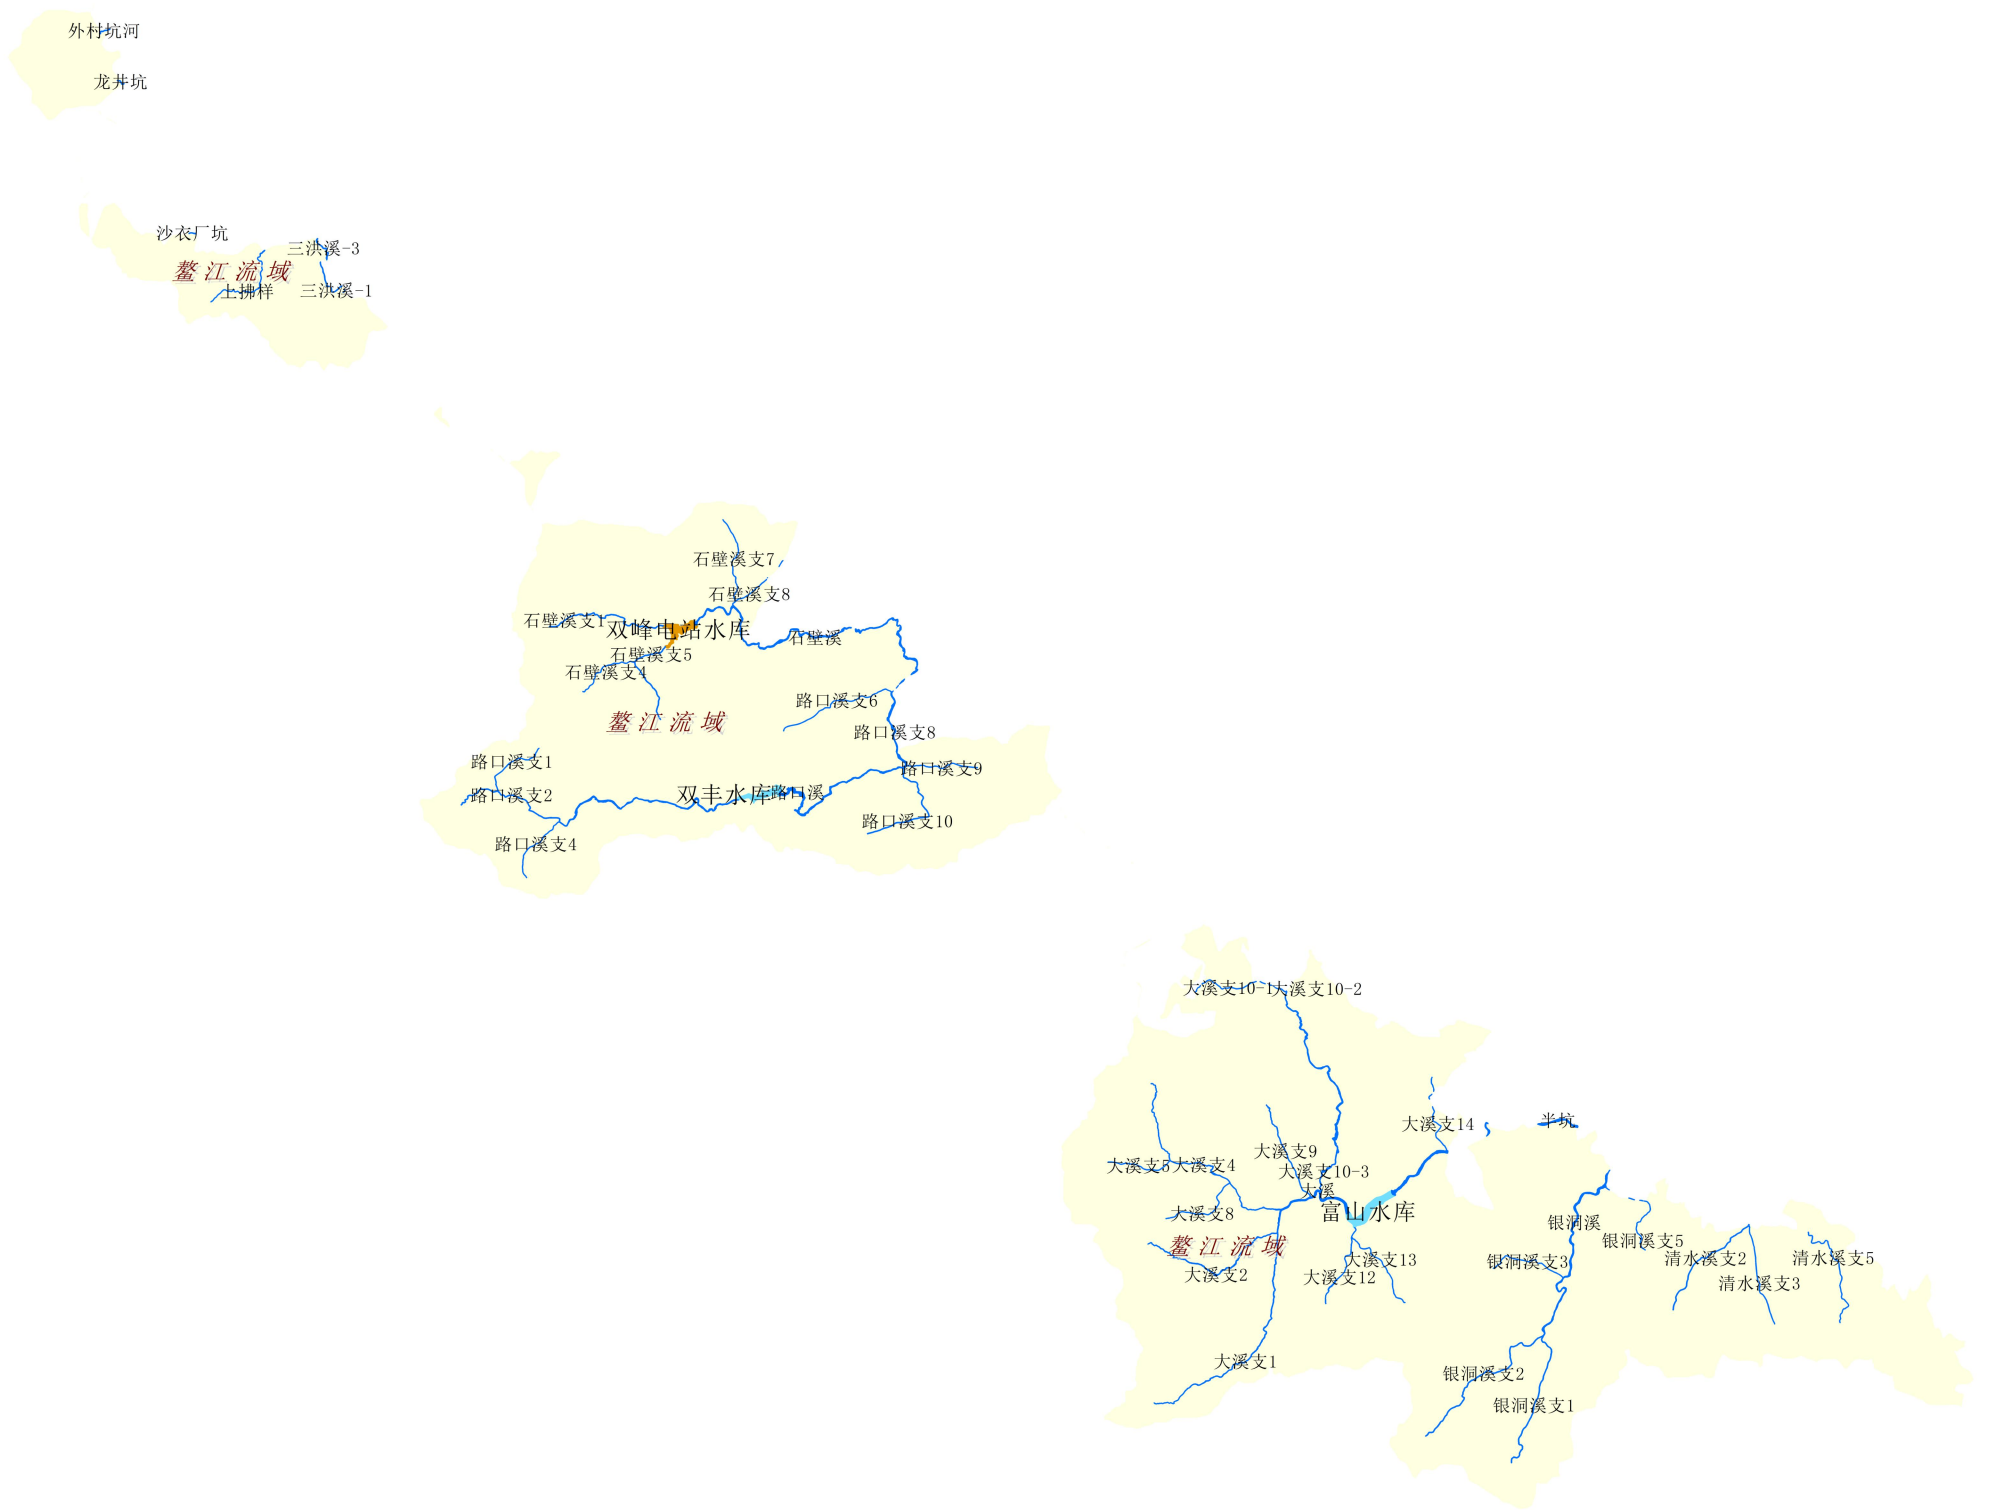 外村坑河
龙井坑
沙衣厂坑
三洪溪-3
鳌江流域
上拂样
三洪溪-1
石壁溪支7
石壁溪支8
石壁溪支1
双峰电站水库
石壁溪
石壁溪支5
石壁溪支4
路口溪支6
鳌江流域
路口溪支8
路口溪支1
路口溪支9
路口溪支2
双丰水库
路口溪
路口溪支10
路口溪支4
大溪支10-1
大溪支10-2
半坑
大溪支14
大溪支9
大溪支5
大溪支4
大溪支10-3
大溪
富山水库
大溪支8
银洞溪
银洞溪支5
鳌江流域
大溪支13
银洞溪支3
清水溪支2
清水溪支5
大溪支2
大溪支12
清水溪支3
大溪支1
银洞溪支2
银洞溪支1